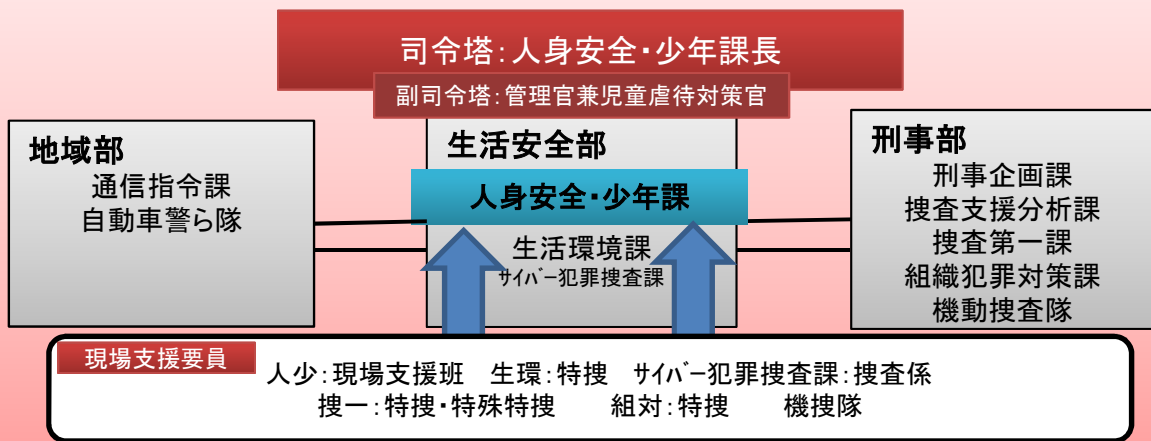 司令塔：人身安全・少年課長
副司令塔：管理官兼児童虐待対策官
地域部
通信指令課
自動車警ら隊
生活安全部
人身安全・少年課
生活環境課
ｻｲﾊﾞｰ犯罪捜査課
刑事部
刑事企画課
捜査支援分析課
捜査第一課
組織犯罪対策課
機動捜査隊
現場支援要員
人少：現場支援班　生環：特捜　ｻｲﾊﾞｰ犯罪捜査課：捜査係
捜一：特捜・特殊特捜　　組対：特捜　　機捜隊